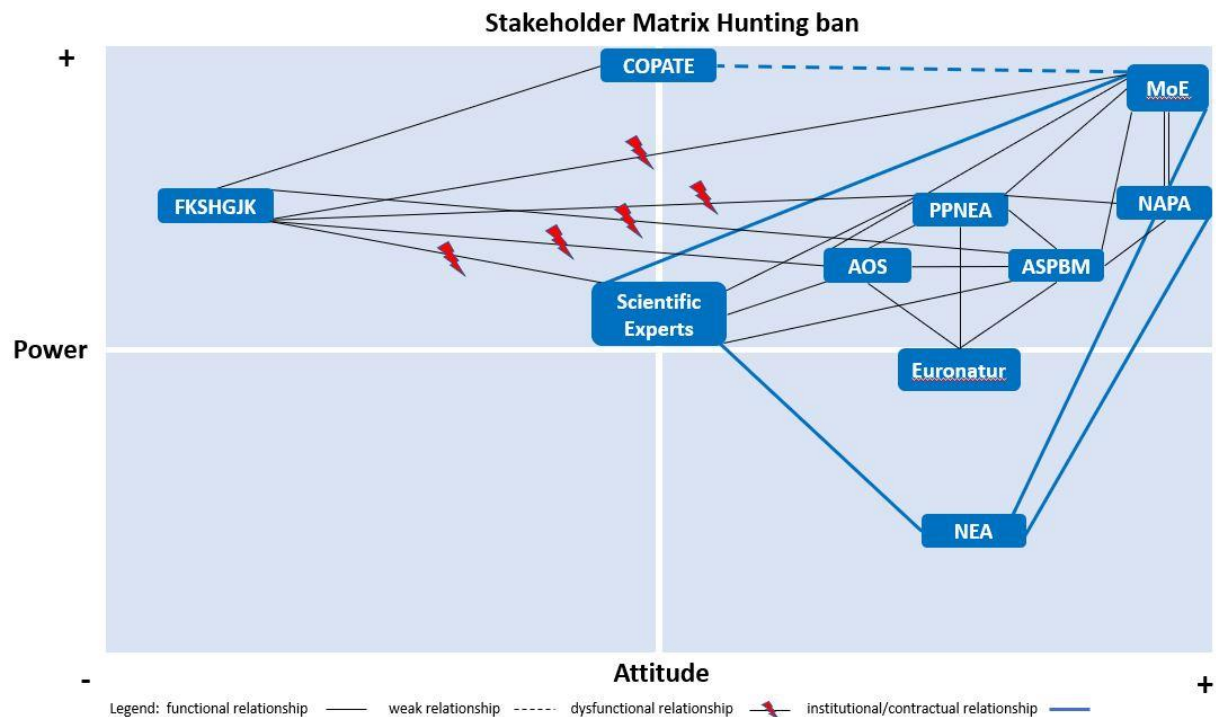 Stakeholder Matrix Hunting ban
+
COPATE
MoE
FKSHGJK
PPNEA
NAPA
AOS
ASPBM
Scientific
Experts
Power
Euronatur
NEA
-
Attitude
+
Legend: functional relationship weak relationship dysfunctional relationship institutional/contractual relationship